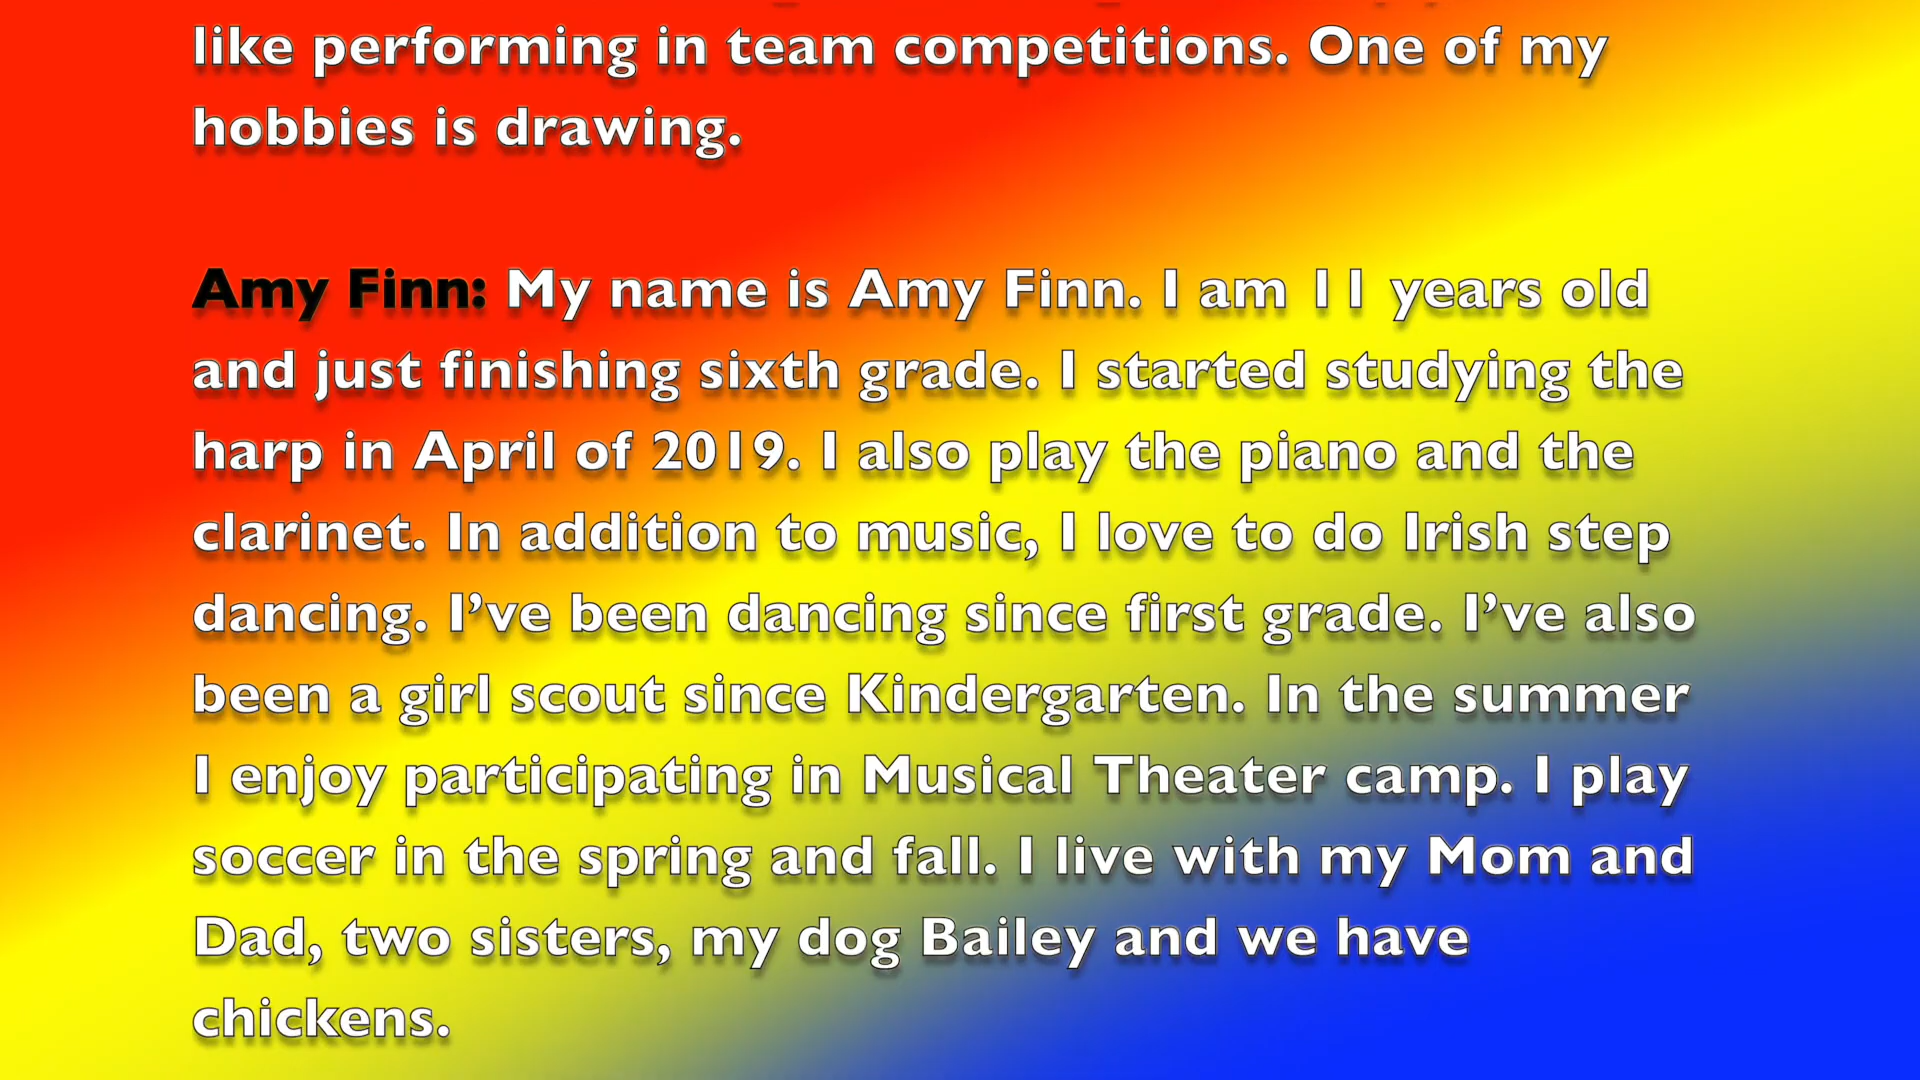 like performing in team competitions. One of my
hobbies is drawing.
Amy Finn: My name is Amy Finn. I am 11 years old
and just finishing sixth grade. I started studying the
harp in April of 2019. I also play the piano and the
clarinet. In addition to music, I love to do Irish step
dancing. I’ve been dancing since first grade. I’ve also
been a girl scout since Kindergarten. In the summer
I enjoy participating in Musical Theater camp. I play
soccer in the spring and fall. I live with my Mom and
Dad, two sisters, my dog Bailey and we have
chickens.